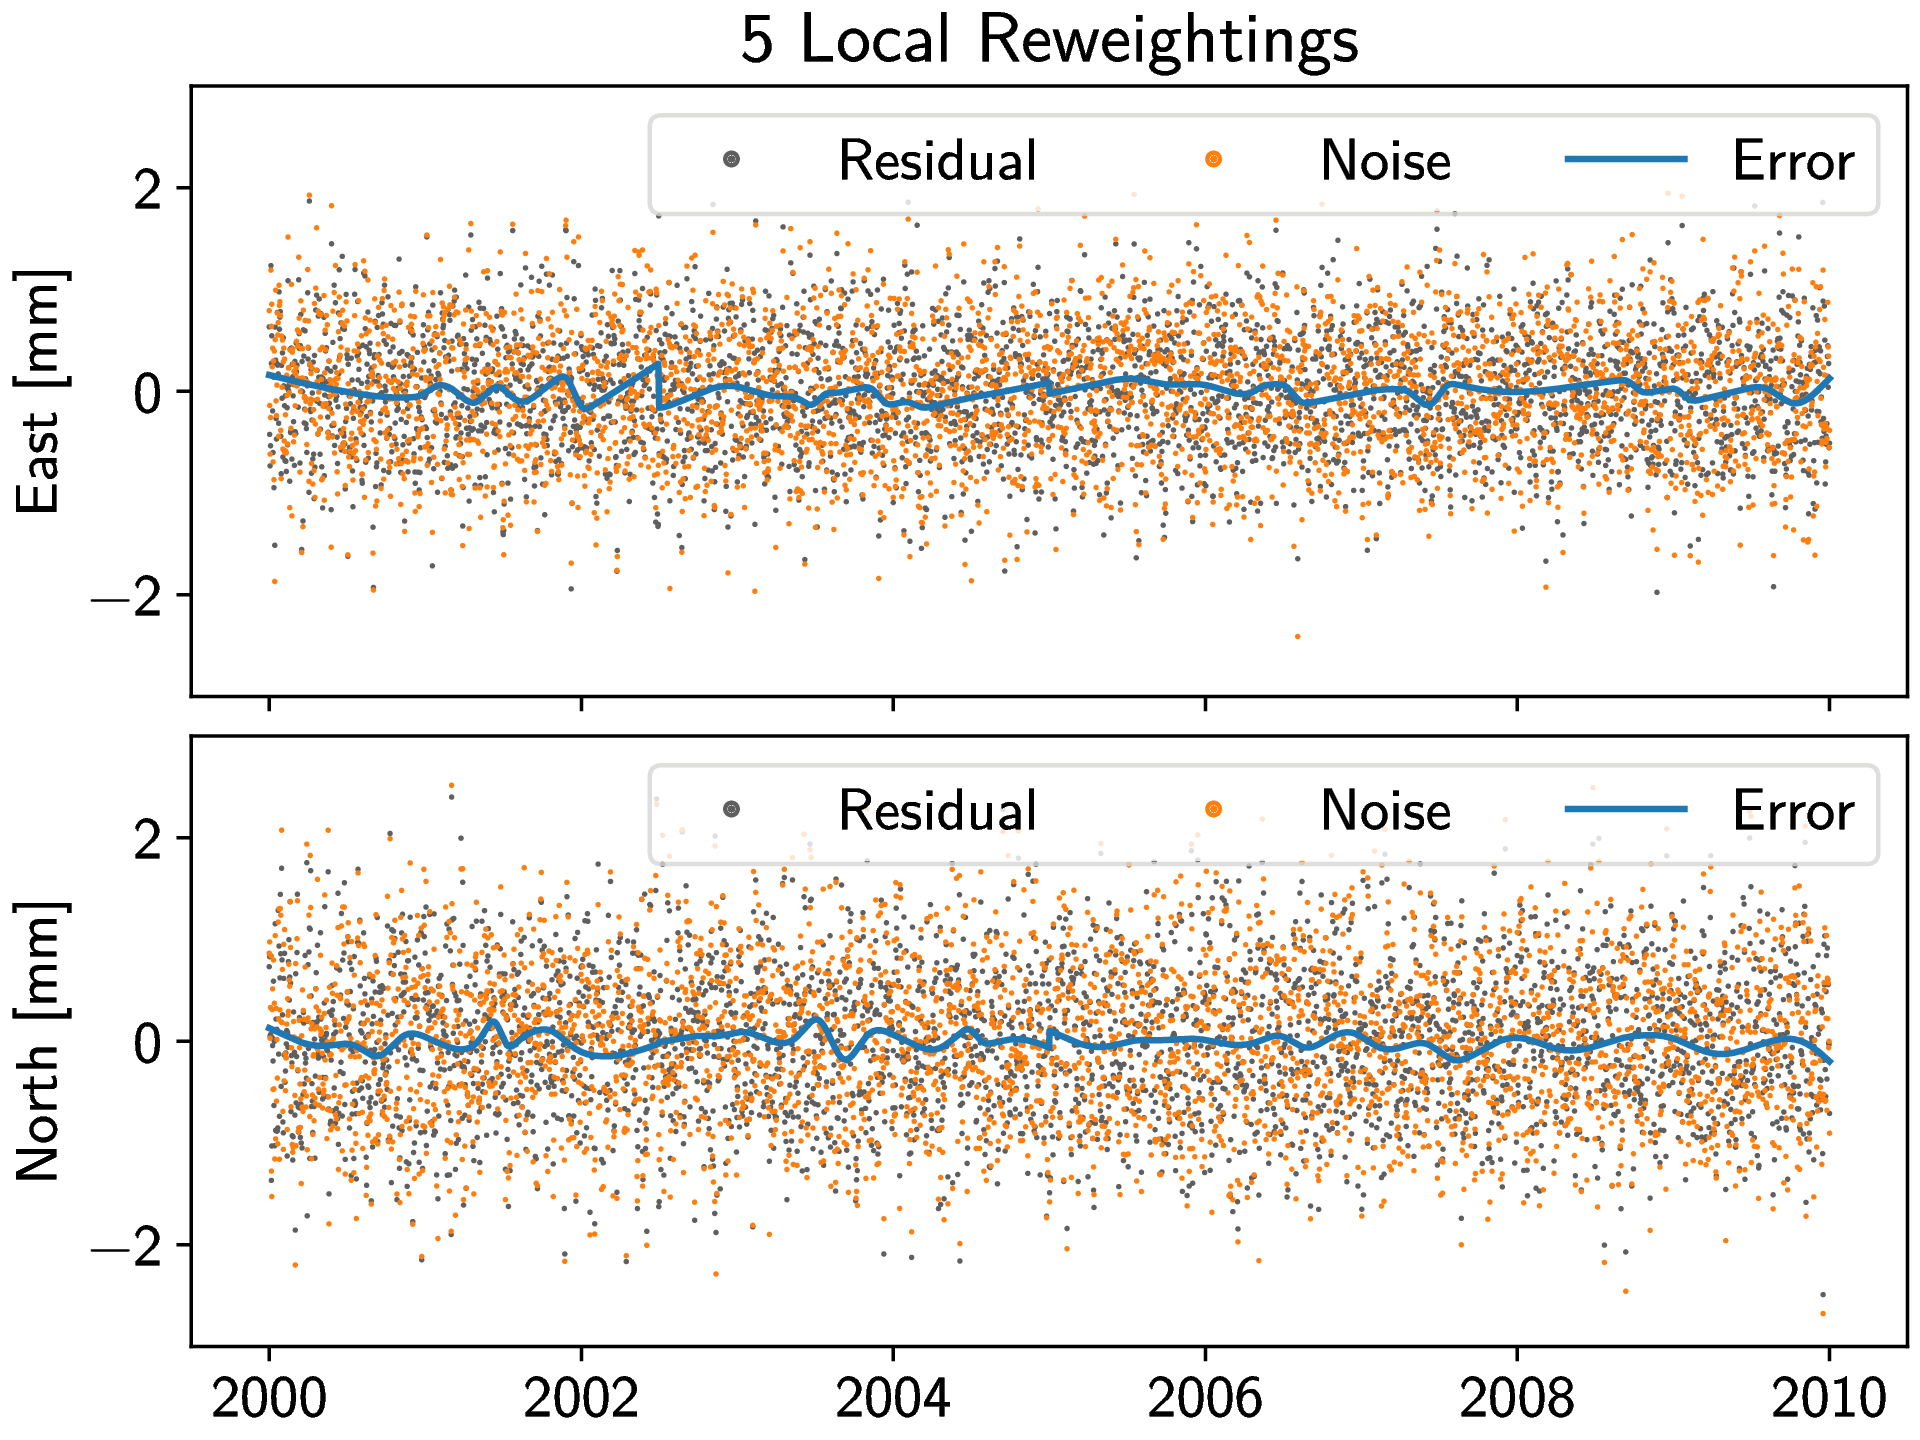 5 Local Reweightings
Residual Noise Error
2
0
−2
East [mm]
Residual Noise Error
2
0
−2
North [mm]
2000 2002 2004 2006 2008 2010